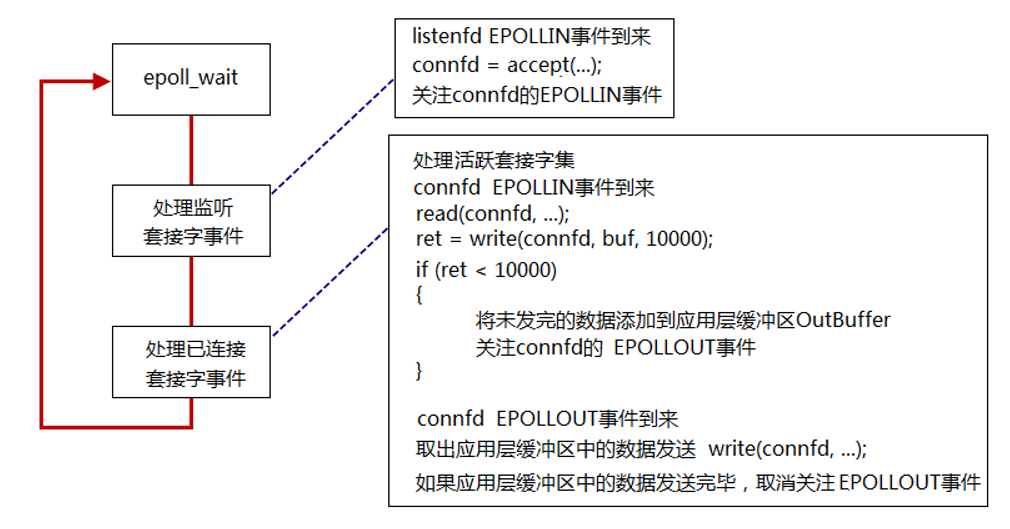 epoll_wait
处理监听
套接字事件
处理已连接
套接字事件
listenfd EPOLLIN事件到来
connfd = accept(...);
关注connfd的EPOLLIN事件
处理活跃套接字集
connfd EPOLLIN事件到来
read(connfd, ...);
ret = write(connfd, buf, 10000);
if (ret < 10000)
{
将未发完的数据添加到应用层缓冲区OutBuffer
关注connfd的 EPOLLOUT事件
}
connfd EPOLLOUT事件到来
取出应用层缓冲区中的数据发送 write(connfd, ...);
如果应用层缓冲区中的数据发送完毕，取消关注EPOLLOUT事件